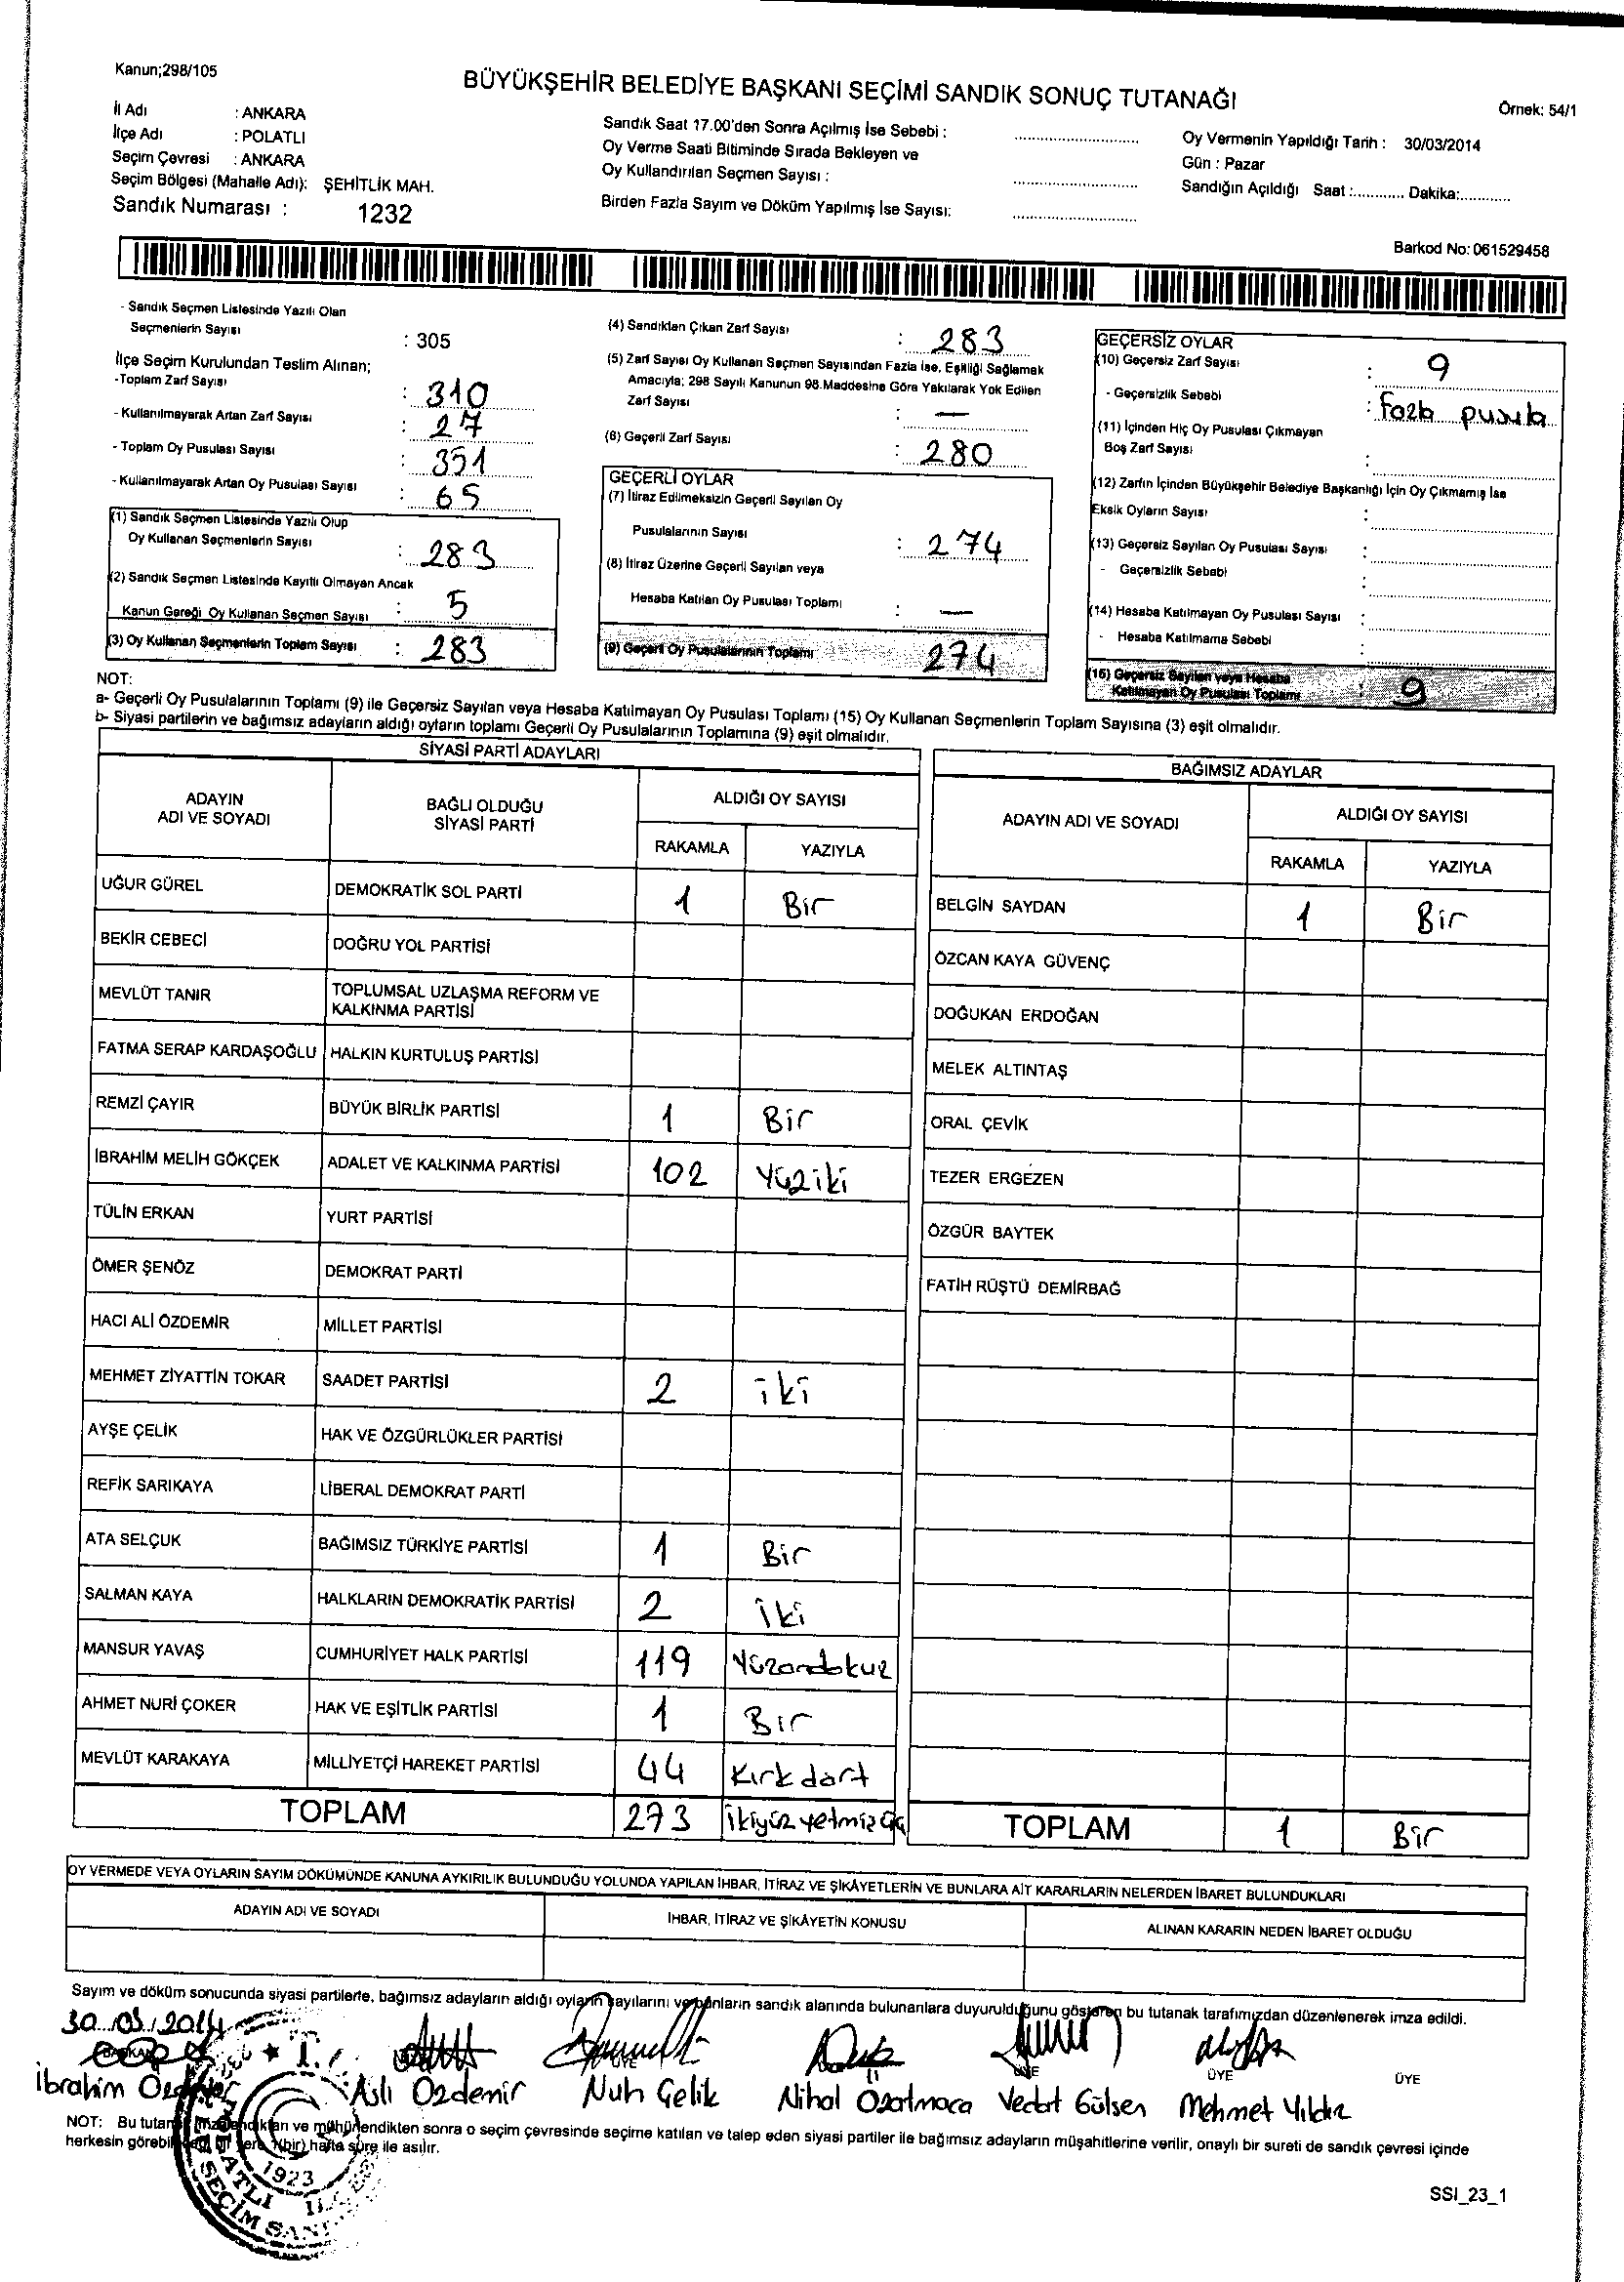 Kanun;298/105
BÜYÜKŞEHİR BELEDİYE BAŞKANI SEÇİMİ SANDIK SONUÇ TUTANAĞI
Örnek: 54/1
İl Adı : ANKARA
İlçe Adı : POLATLI
Seçim Çevresi : ANKARA
Seçim Bölgesi (Mahalle Adı): ŞEHİTLİK MAH.
Sandık Numarası : 1232
Sandık Saat 17.00'den Sonra Açılmış İse Sebebi :
Oy Verme Saati Bitiminde Sırada Bekleyen ve
Oy Kullandırılan Seçmen Sayısı :
Birden Fazla Sayım ve Döküm Yapılmış İse Sayısı:
Oy Vermenin Yapıldığı Tarih : 30/03/2014
Gün : Pazar
Sandığın Açıldığı Saat :............ Dakika:............
Barkod No: 061529458
- Sandık Seçmen Listesinde Yazılı Olan
Seçmenlerin Sayısı : 305
İlçe Seçim Kurulundan Teslim Alınan;
-Toplam Zarf Sayısı : 310
- Kullanılmayarak Artan Zarf Sayısı : 27
- Toplam Oy Pusulası Sayısı : 351
- Kullanılmayarak Artan Oy Pusulası Sayısı : 65
(1) Sandık Seçmen Listesinde Yazılı Olup
Oy Kullanan Seçmenlerin Sayısı : 283
(2) Sandık Seçmen Listesinde Kayıtlı Olmayan Ancak
Kanun Gereği Oy Kullanan Seçmen Sayısı : 5
(3) Oy Kullanan Seçmenlerin Toplam Sayısı : 283
(4) Sandıktan Çıkan Zarf Sayısı : 283
(5) Zarf Sayısı Oy Kullanan Seçmen Sayısından Fazla İse, Eşitliği Sağlamak
Amacıyla; 298 Sayılı Kanunun 98.Maddesine Göre Yakılarak Yok Edilen
Zarf Sayısı : —
(6) Geçerli Zarf Sayısı : 280
GEÇERLİ OYLAR
(7) İtiraz Edilmeksizin Geçerli Sayılan Oy
Pusulalarının Sayısı : 274
(8) İtiraz Üzerine Geçerli Sayılan veya
Hesaba Katılan Oy Pusulası Toplamı : —
(9) Geçerli Oy Pusulalarının Toplamı 274
GEÇERSİZ OYLAR
(10) Geçersiz Zarf Sayısı : 9
- Geçersizlik Sebebi : Fazla pusula
(11) İçinden Hiç Oy Pusulası Çıkmayan
Boş Zarf Sayısı :
(12) Zarfın İçinden Büyükşehir Belediye Başkanlığı İçin Oy Çıkmamış İse
Eksik Oyların Sayısı :
(13) Geçersiz Sayılan Oy Pusulası Sayısı :
- Geçersizlik Sebebi :
(14) Hesaba Katılmayan Oy Pusulası Sayısı :
- Hesaba Katılmama Sebebi :
(15) Geçersiz Sayılan veya Hesaba
Katılmayan Oy Pusulası Toplamı : 9
NOT:
a- Geçerli Oy Pusulalarının Toplamı (9) ile Geçersiz Sayılan veya Hesaba Katılmayan Oy Pusulası Toplamı (15) Oy Kullanan Seçmenlerin Toplam Sayısına (3) eşit olmalıdır.
b- Siyasi partilerin ve bağımsız adayların aldığı oyların toplamı Geçerli Oy Pusulalarının Toplamına (9) eşit olmalıdır.
SİYASİ PARTİ ADAYLARI
ADAYIN ADI VE SOYADI BAĞLI OLDUĞU SİYASİ PARTİ ALDIĞI OY SAYISI
RAKAMLA YAZIYLA
UĞUR GÜREL DEMOKRATİK SOL PARTİ 1 Bir
BEKİR CEBECİ DOĞRU YOL PARTİSİ
MEVLÜT TANIR TOPLUMSAL UZLAŞMA REFORM VE
KALKINMA PARTİSİ
FATMA SERAP KARDAŞOĞLU HALKIN KURTULUŞ PARTİSİ
REMZİ ÇAYIR BÜYÜK BİRLİK PARTİSİ 1 Bir
İBRAHİM MELİH GÖKÇEK ADALET VE KALKINMA PARTİSİ 102 Yüziki
TÜLİN ERKAN YURT PARTİSİ
ÖMER ŞENÖZ DEMOKRAT PARTİ
HACI ALİ ÖZDEMİR MİLLET PARTİSİ
MEHMET ZİYATTİN TOKAR SAADET PARTİSİ 2 iki
AYŞE ÇELİK HAK VE ÖZGÜRLÜKLER PARTİSİ
REFİK SARIKAYA LİBERAL DEMOKRAT PARTİ
ATA SELÇUK BAĞIMSIZ TÜRKİYE PARTİSİ 1 Bir
SALMAN KAYA HALKLARIN DEMOKRATİK PARTİSİ 2 İki
MANSUR YAVAŞ CUMHURİYET HALK PARTİSİ 119 Yüzondokuz
AHMET NURİ ÇOKER HAK VE EŞİTLİK PARTİSİ 1 Bir
MEVLÜT KARAKAYA MİLLİYETÇİ HAREKET PARTİSİ 44 Kırkdört
TOPLAM 273 ikiyüz yetmiş üç
BAĞIMSIZ ADAYLAR
ADAYIN ADI VE SOYADI ALDIĞI OY SAYISI
RAKAMLA YAZIYLA
BELGİN SAYDAN 1 Bir
ÖZCAN KAYA GÜVENÇ
DOĞUKAN ERDOĞAN
MELEK ALTINTAŞ
ORAL ÇEVİK
TEZER ERGEZEN
ÖZGÜR BAYTEK
FATİH RÜŞTÜ DEMİRBAĞ
TOPLAM 1 Bir
OY VERMEDE VEYA OYLARIN SAYIM DÖKÜMÜNDE KANUNA AYKIRILIK BULUNDUĞU YOLUNDA YAPILAN İHBAR, İTİRAZ VE ŞİKÂYETLERİN VE BUNLARA AİT KARARLARIN NELERDEN İBARET BULUNDUKLARI
ADAYIN ADI VE SOYADI İHBAR, İTİRAZ VE ŞİKÂYETİN KONUSU ALINAN KARARIN NEDEN İBARET OLDUĞU
Sayım ve döküm sonucunda siyasi partilerle, bağımsız adayların aldığı oyların sayılarını ve bunların sandık alanında bulunanlara duyurulduğunu gösteren bu tutanak tarafımızdan düzenlenerek imza edildi.
30.03.2014
BAŞKAN ÜYE ÜYE ÜYE ÜYE
İbrahim Aslı Özdemir Nuh Çelik Nihal Özatmaca Vedat Gülsen Mehmet Yıldız
NOT: Bu tutanak imzalandıktan ve mühürlendikten sonra o seçim çevresinde seçime katılan ve talep eden siyasi partiler ile bağımsız adayların müşahitlerine verilir, onaylı bir sureti de sandık çevresi içinde
herkesin görebileceği bir yere 1(bir) hafta süre ile asılır.
T.
1923
POLATLI
SEÇİM SANDI
SSI_23_1